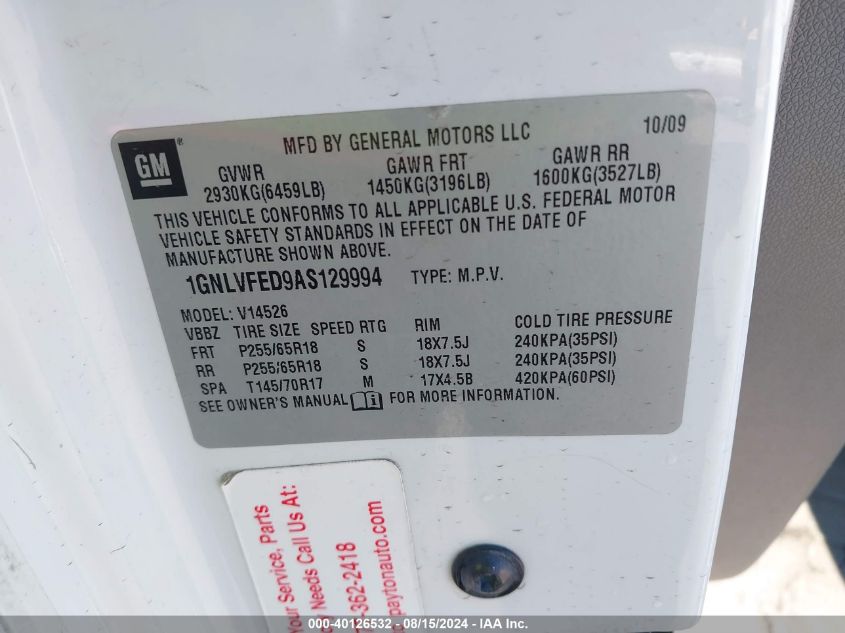 GM
MFD BY GENERAL MOTORS LLC 10/09
GVWR GAWR FRT GAWR RR
2930KG(6459LB) 1450KG(3196LB) 1600KG(3527LB)
THIS VEHICLE CONFORMS TO ALL APPLICABLE U.S. FEDERAL MOTOR
VEHICLE SAFETY STANDARDS IN EFFECT ON THE DATE OF
MANUFACTURE SHOWN ABOVE.
1GNLVFED9AS129994 TYPE: M.P.V.
MODEL: V14526
VBBZ TIRE SIZE SPEED RTG RIM COLD TIRE PRESSURE
FRT P255/65R18 S 18X7.5J 240KPA(35PSI)
RR P255/65R18 S 18X7.5J 240KPA(35PSI)
SPA T145/70R17 M 17X4.5B 420KPA(60PSI)
SEE OWNER'S MANUAL FOR MORE INFORMATION.
Your Service, Parts
Needs Call Us At:
-362-2418
paytonauto.com
000-40126532 - 08/15/2024 - IAA Inc.